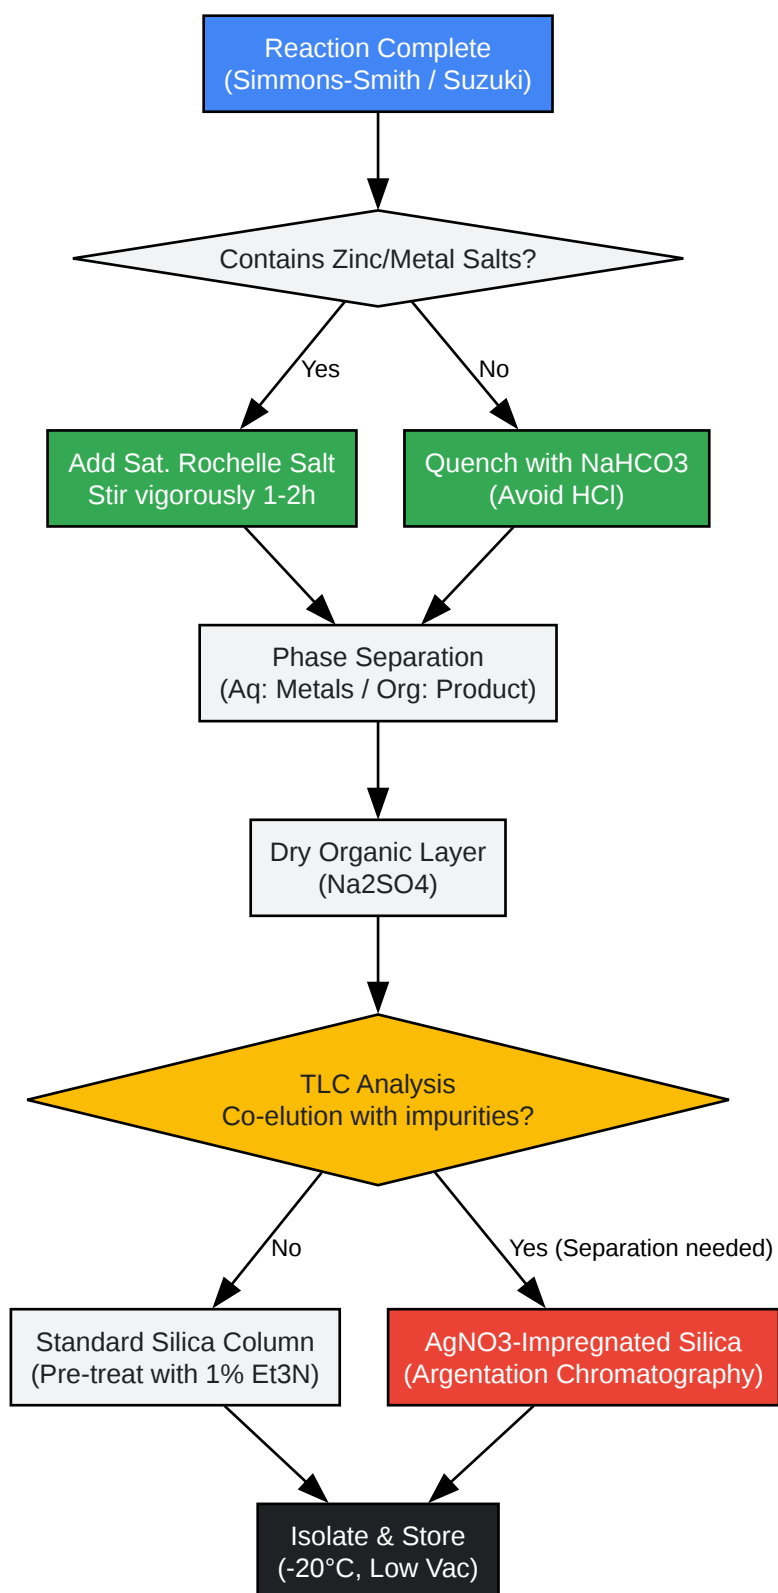 Reaction Complete
(Simmons-Smith / Suzuki)
Contains Zinc/Metal Salts?
Yes
No
Add Sat. Rochelle Salt
Stir vigorously 1-2h
Quench with NaHCO3
(Avoid HCl)
Phase Separation
(Aq: Metals / Org: Product)
Dry Organic Layer
(Na2SO4)
TLC Analysis
Co-elution with impurities?
No
Yes (Separation needed)
Standard Silica Column
(Pre-treat with 1% Et3N)
AgNO3-Impregnated Silica
(Argentation Chromatography)
Isolate & Store
(-20°C, Low Vac)